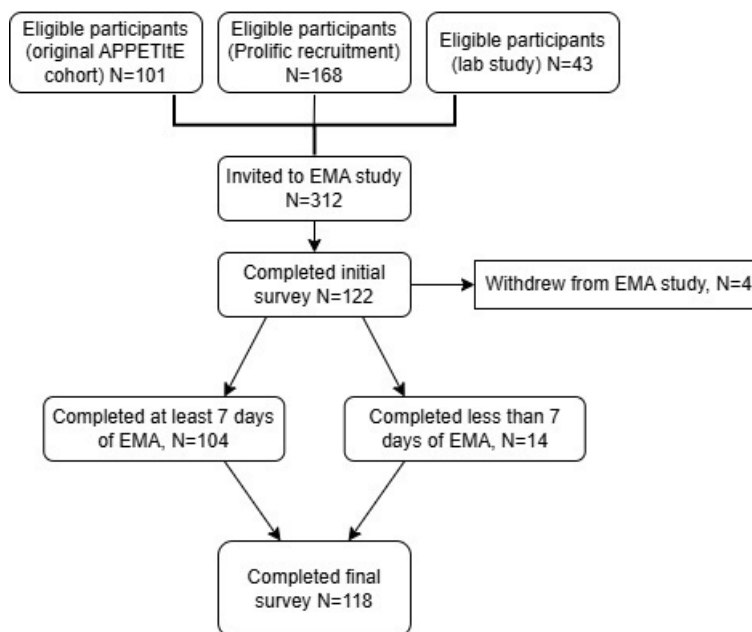 Eligible participants
(original APPETItE
cohort) N=101
Eligible participants
(Prolific recruitment)
N=168
Eligible participants
(lab study) N=43
Invited to EMA study
N=312
Completed initial
survey N=122
Withdrew from EMA study, N=4
Completed at least 7 days
of EMA, N=104
Completed less than 7
days of EMA, N=14
Completed final
survey N=118